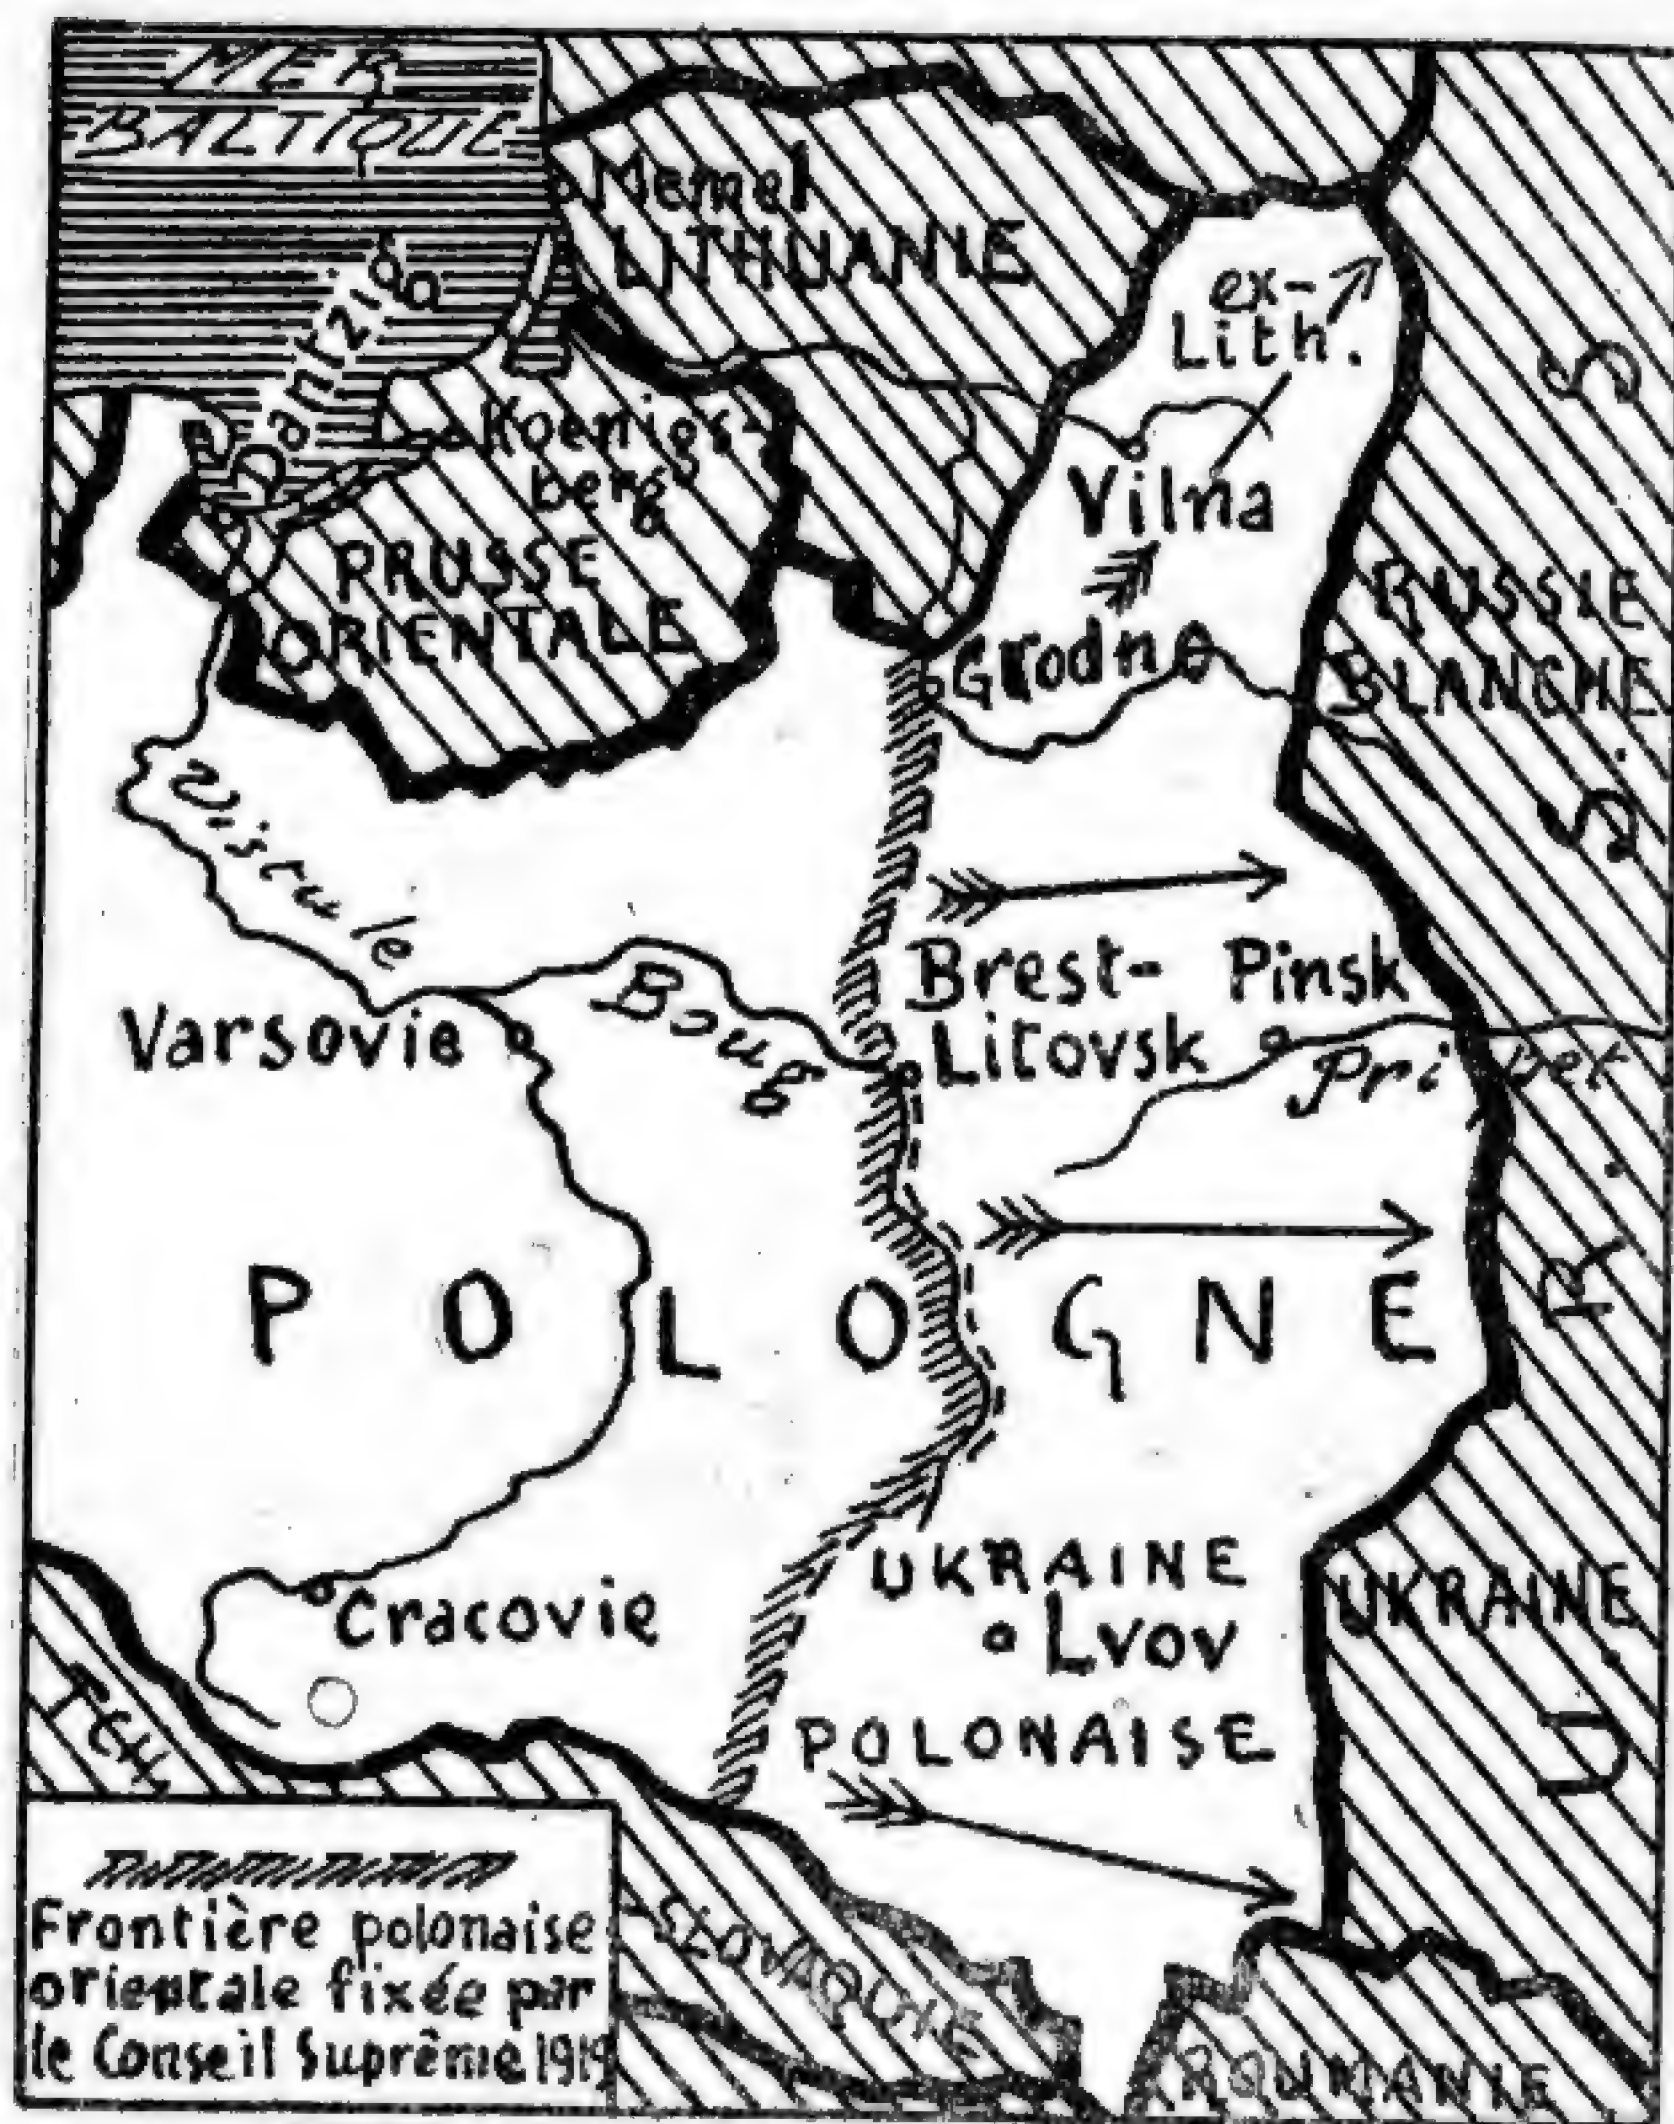 MER
BALTIQUE
Memel
LITHUANIE
Dantzig
ex-
Lith.
Koenigs-
berg
Vilna
PRUSSE
ORIENTALE
RUSSIE
BLANCHE
Grodno
Vistule
Brest-
Litovsk
Pinsk
Boug
Varsovie
Pripet
POLOGNE
U.R.S.S.
UKRAINE
Lvov
POLONAISE
UKRAINE
Cracovie
TCH.
SLOVAQUIE
ROUMANIE
Frontière polonaise
orientale fixée par
le Conseil Suprême 1919